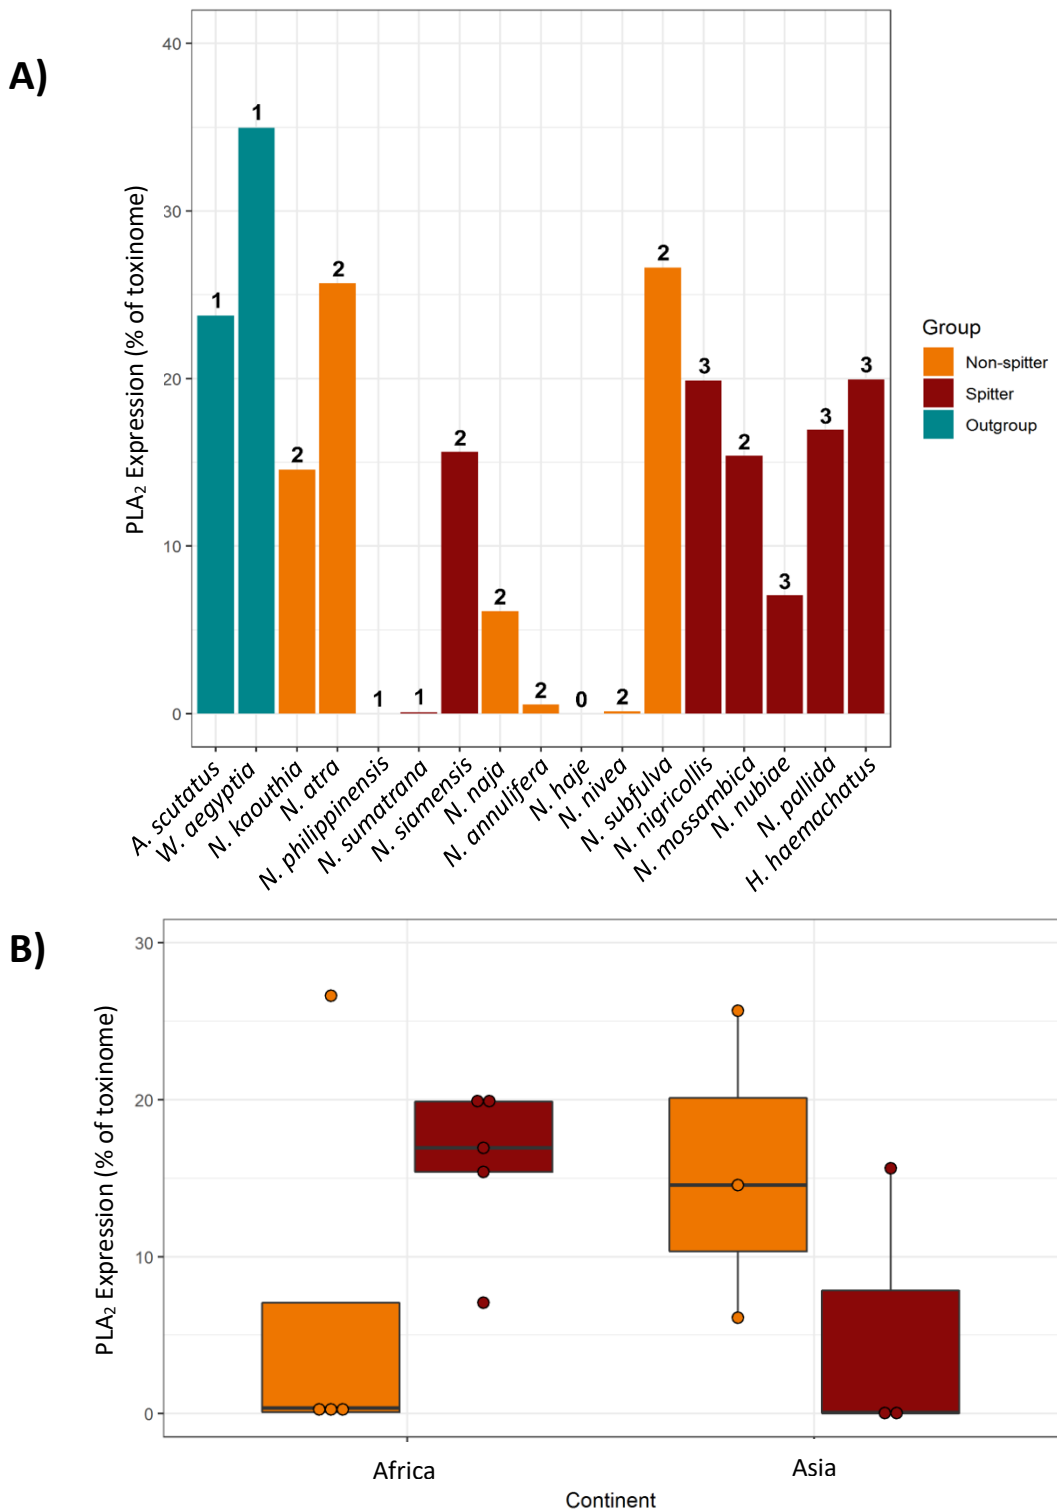 A)
PLA₂ Expression (% of toxinome)
40
30
20
10
0
1
1
2
2
1
1
2
2
2
0
2
2
3
2
3
3
3
A. scutatus
W. aegyptia
N. kaouthia
N. atra
N. philippinensis
N. sumatrana
N. siamensis
N. naja
N. annulifera
N. haje
N. nivea
N. subfulva
N. nigricollis
N. mossambica
N. nubiae
N. pallida
H. haemachatus
Group
Non-spitter
Spitter
Outgroup
B)
PLA₂ Expression (% of toxinome)
30
20
10
0
Africa
Asia
Continent